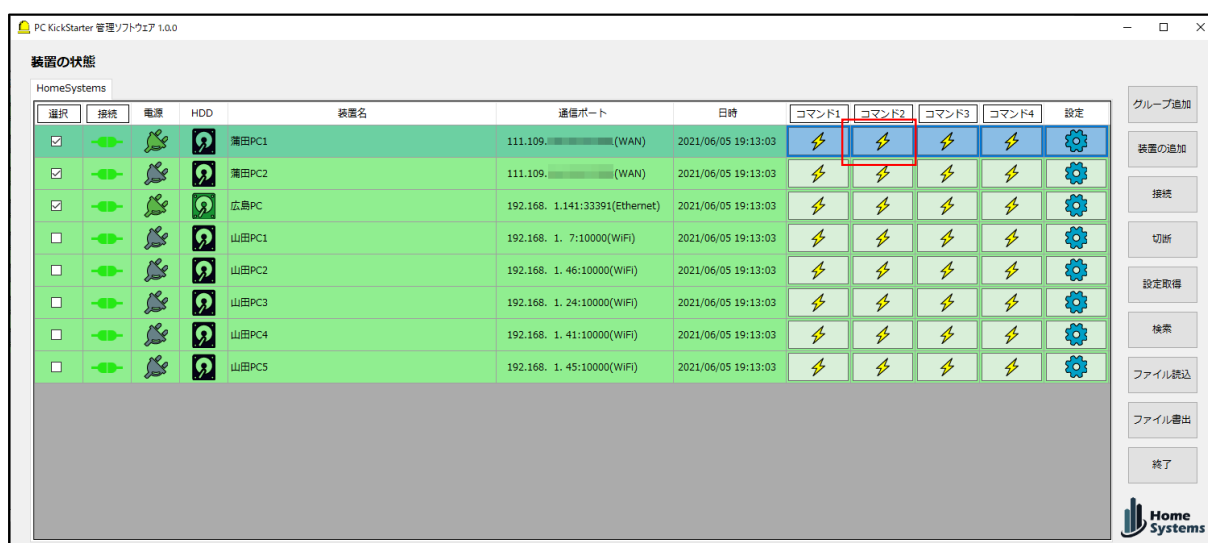 PC KickStarter 管理ソフトウェア 1.0.0
装置の状態
HomeSystems
選択 接続 電源 HDD 装置名 通信ポート 日時 コマンド1 コマンド2 コマンド3 コマンド4 設定
蒲田PC1 111.109. (WAN) 2021/06/05 19:13:03
蒲田PC2 111.109. (WAN) 2021/06/05 19:13:03
広島PC 192.168. 1.141:33391(Ethernet) 2021/06/05 19:13:03
山田PC1 192.168. 1. 7:10000(WiFi) 2021/06/05 19:13:03
山田PC2 192.168. 1. 46:10000(WiFi) 2021/06/05 19:13:03
山田PC3 192.168. 1. 24:10000(WiFi) 2021/06/05 19:13:03
山田PC4 192.168. 1. 41:10000(WiFi) 2021/06/05 19:13:03
山田PC5 192.168. 1. 45:10000(WiFi) 2021/06/05 19:13:03
グループ追加
装置の追加
接続
切断
設定取得
検索
ファイル読込
ファイル書出
終了
Home
Systems